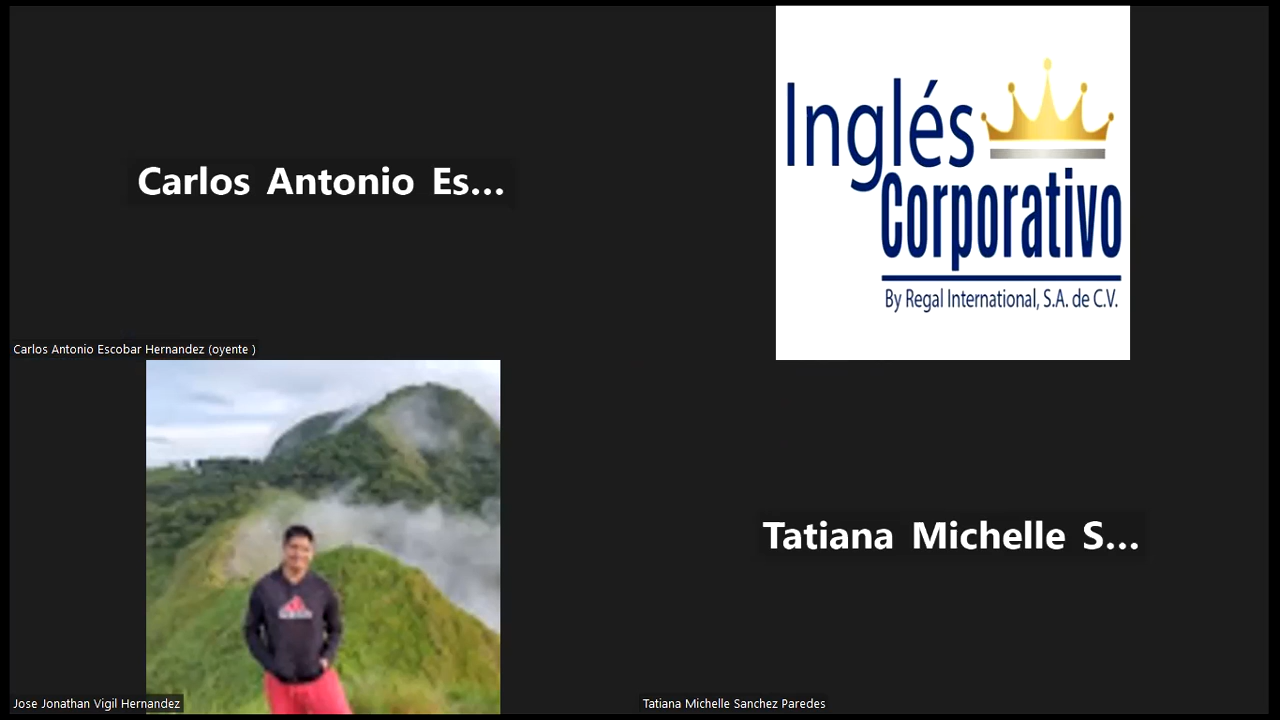 Carlos Antonio Es...
Inglés
Corporativo
By Regal International, S.A. de C.V.
Carlos Antonio Escobar Hernandez (oyente )
Tatiana Michelle S...
Jose Jonathan Vigil Hernandez
Tatiana Michelle Sanchez Paredes